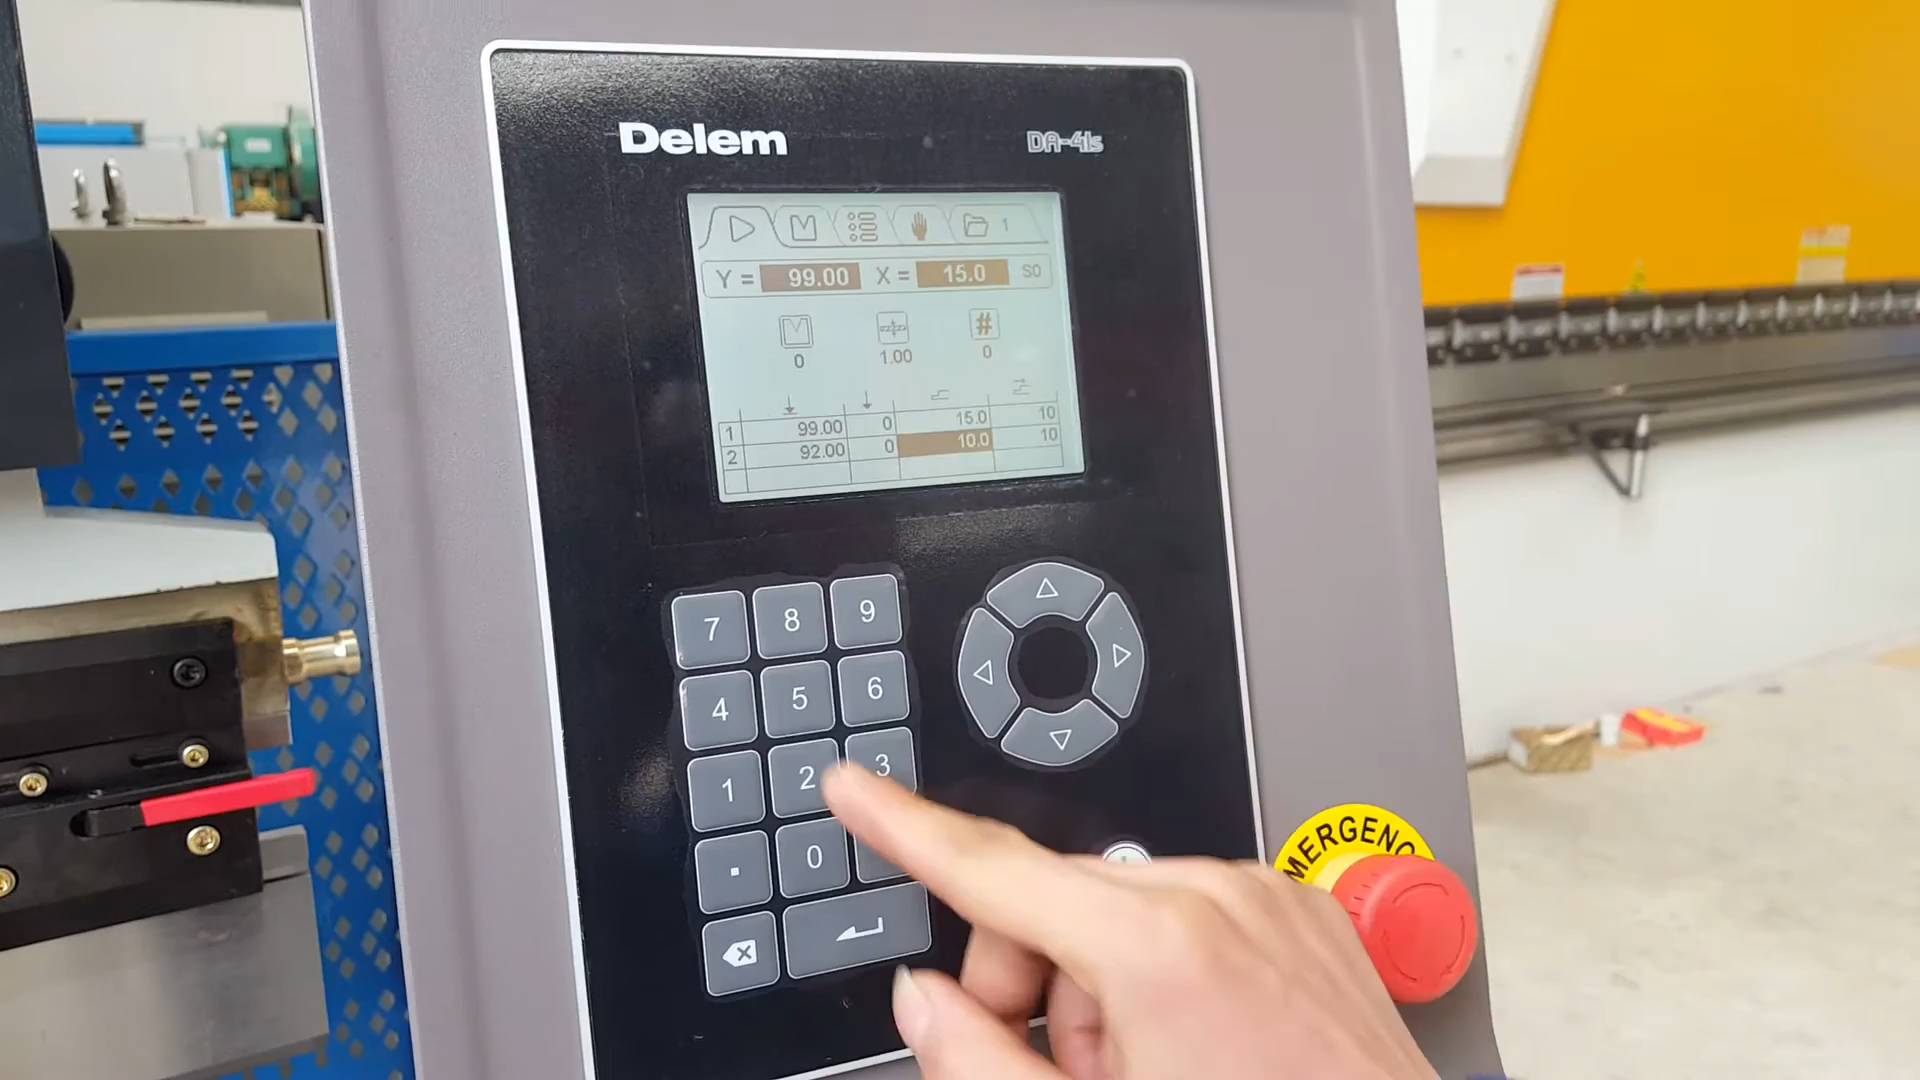 Delem
DA-41s
1
Y = 99.00 X = 15.0 S0
#
0 1.00 0
1 99.00 0 15.0 10
2 92.00 0 10.0 10
7 8 9
4 5 6
1 2 3
. 0
MERGENC